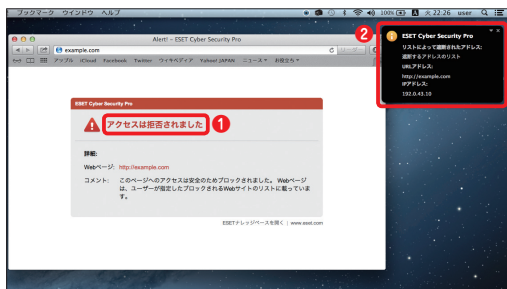 ブックマーク ウインドウ ヘルプ
100% 火 22:26 user
Alert! – ESET Cyber Security Pro
example.com
リーダー
アップル iCloud Facebook Twitter ウィキペディア Yahoo! JAPAN ニュース▼ お役立ち▼
ESET Cyber Security Pro
アクセスは拒否されました
1
詳細:
Webページ: http://example.com
コメント: このページへのアクセスは安全のためブロックされました。 Webページ
は、ユーザーが指定したブロックされるWebサイトのリストに載っていま
す。
ESETナレッジベースを開く | www.eset.com
2
ESET Cyber Security Pro
リストによって遮断されたアドレス:
遮断するアドレスのリスト
URLアドレス:
http://example.com
IPアドレス:
192.0.43.10